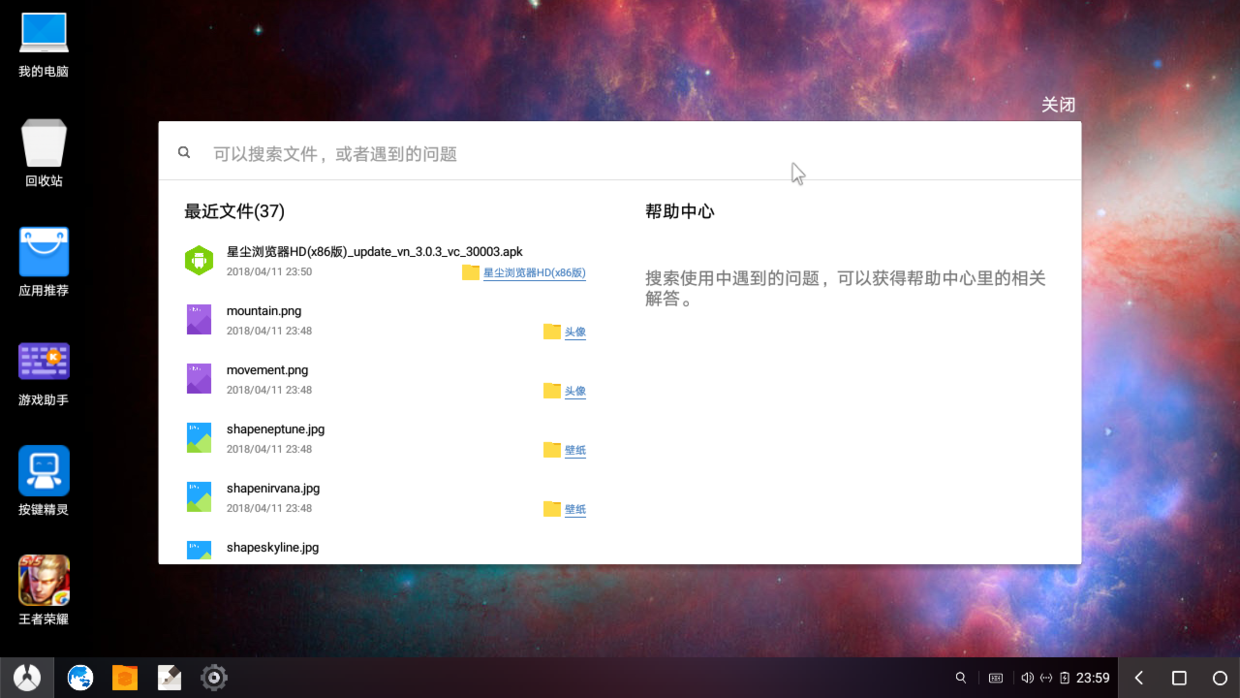 我的电脑
回收站
应用推荐
游戏助手
按键精灵
王者荣耀
关闭
可以搜索文件，或者遇到的问题
最近文件(37)
星尘浏览器HD(x86版)_update_vn_3.0.3_vc_30003.apk
2018/04/11 23:50
星尘浏览器HD(x86版)
mountain.png
2018/04/11 23:48
头像
movement.png
2018/04/11 23:48
头像
shapeneptune.jpg
2018/04/11 23:48
壁纸
shapenirvana.jpg
2018/04/11 23:48
壁纸
shapeskyline.jpg
帮助中心
搜索使用中遇到的问题，可以获得帮助中心里的相关
解答。
23:59